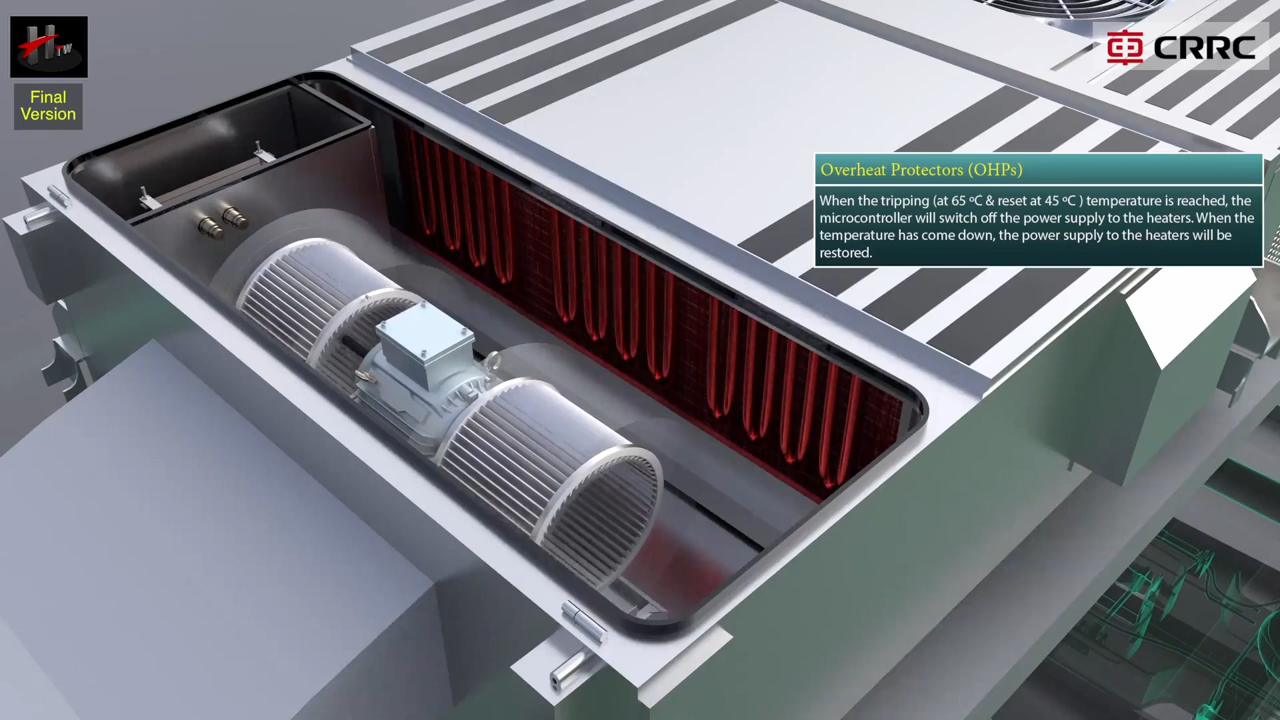 H TW
Final
Version
CRRC
Overheat Protectors (OHPs)
When the tripping (at 65 ºC & reset at 45 ºC ) temperature is reached, the
microcontroller will switch off the power supply to the heaters. When the
temperature has come down, the power supply to the heaters will be
restored.